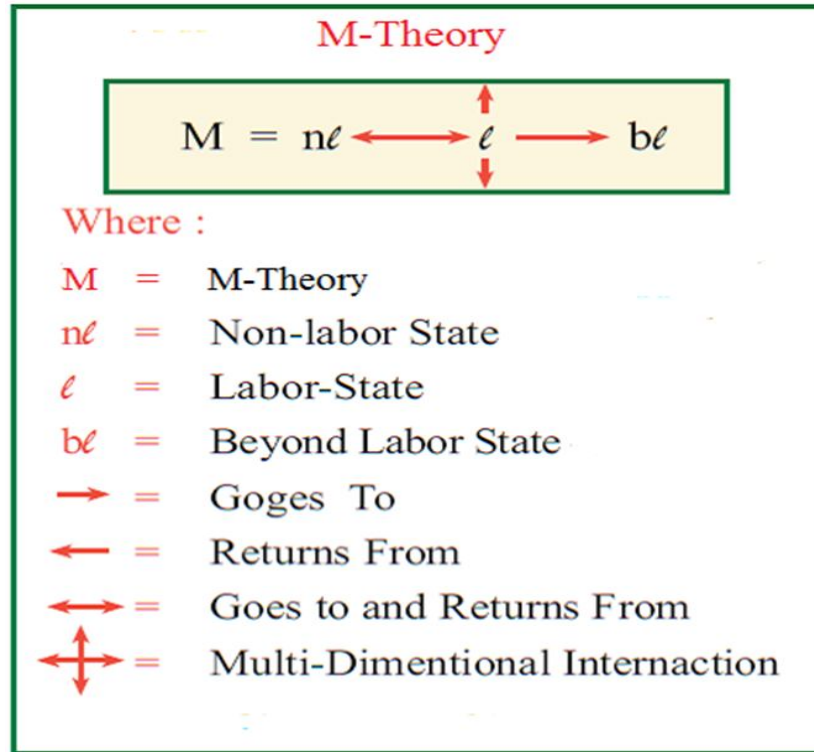 M-Theory
M = nℓ ⟷ ℓ ⟶ bℓ
Where :
M = M-Theory
nℓ = Non-labor State
ℓ = Labor-State
bℓ = Beyond Labor State
→ = Goges To
← = Returns From
↔ = Goes to and Returns From
= Multi-Dimentional Internaction